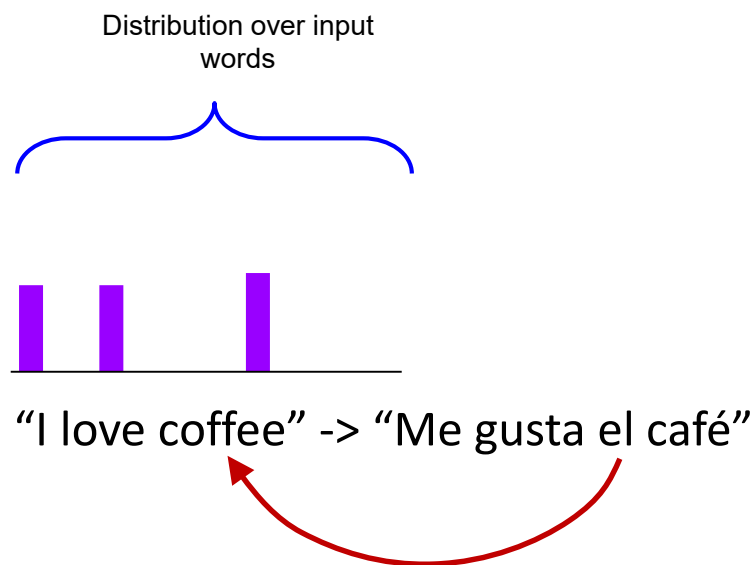 Distribution over input
words
“I love coffee” -> “Me gusta el café”